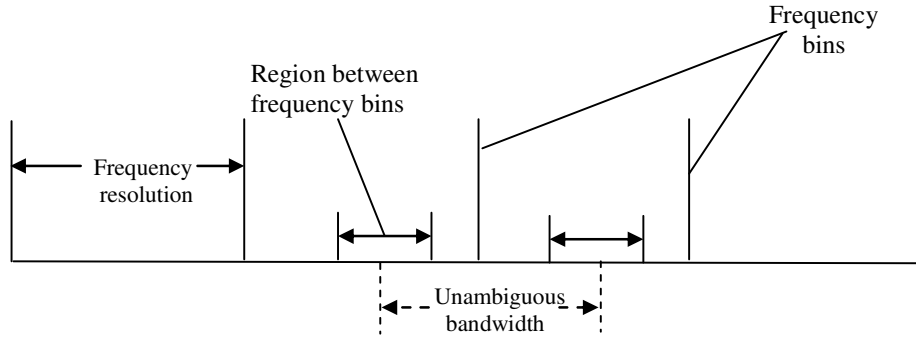 Frequency
bins
Region between
frequency bins
Frequency
resolution
Unambiguous
bandwidth